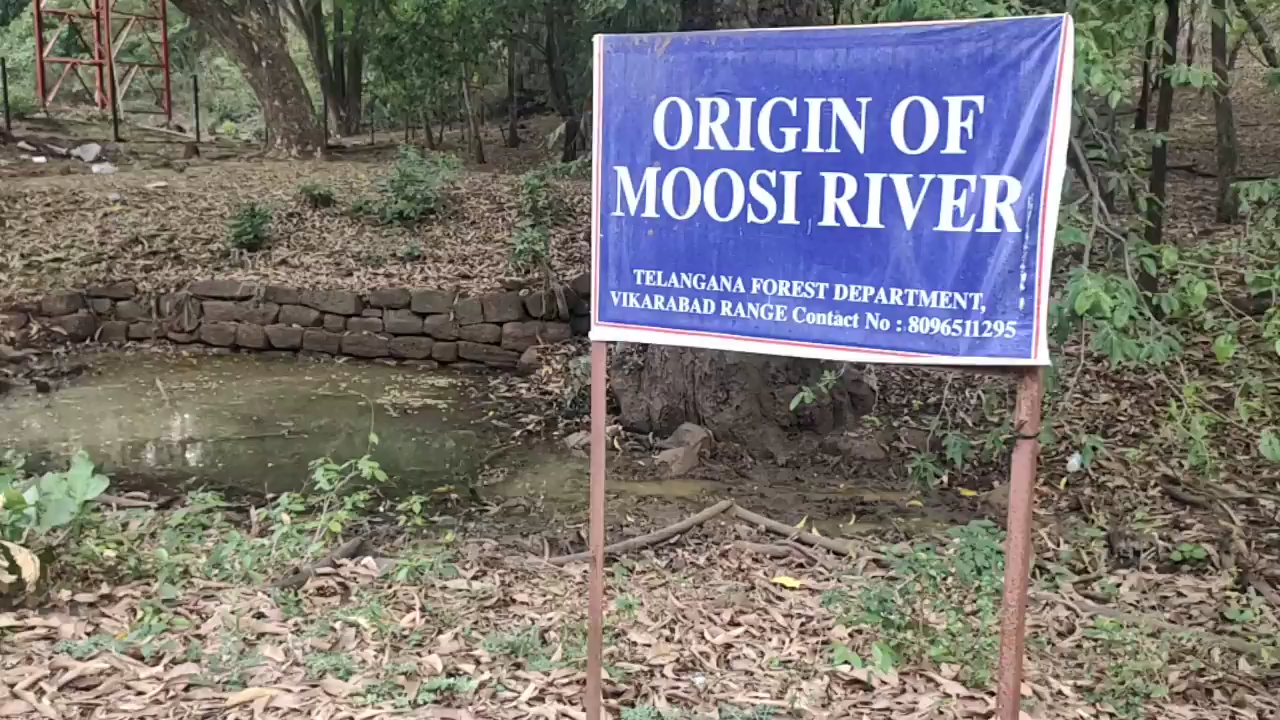 ORIGIN OF
MOOSI RIVER
TELANGANA FOREST DEPARTMENT,
VIKARABAD RANGE Contact No : 8096511295